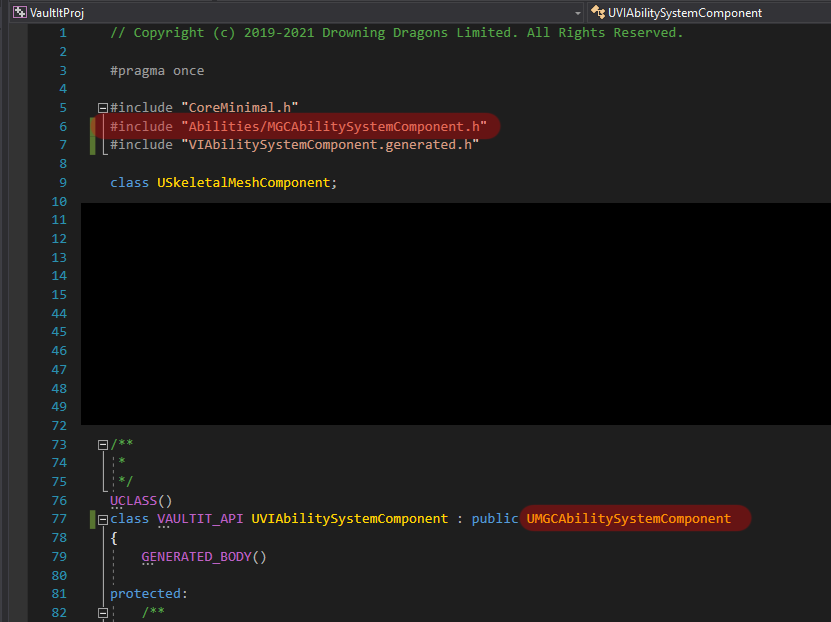 VaultItProj UVIAbilitySystemComponent
1 // Copyright (c) 2019-2021 Drowning Dragons Limited. All Rights Reserved.
2
3 #pragma once
4
5 #include "CoreMinimal.h"
6 #include "Abilities/MGCAbilitySystemComponent.h"
7 #include "VIAbilitySystemComponent.generated.h"
8
9 class USkeletalMeshComponent;
10
11
12
13
14
15
44
45
46
47
48
49
72
73 /**
74 *
75 */
76 UCLASS()
77 class VAULTIT_API UVIAbilitySystemComponent : public UMGCAbilitySystemComponent
78 {
79 GENERATED_BODY()
80
81 protected:
82 /**